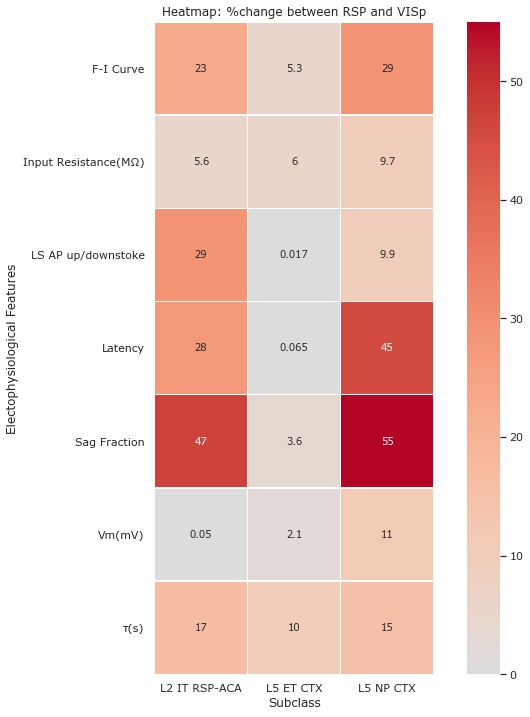 Heatmap: %change between RSP and VISp
Electophysiological Features
F-I Curve 23 5.3 29
Input Resistance(MΩ) 5.6 6 9.7
LS AP up/downstoke 29 0.017 9.9
Latency 28 0.065 45
Sag Fraction 47 3.6 55
Vm(mV) 0.05 2.1 11
τ(s) 17 10 15
L2 IT RSP-ACA L5 ET CTX L5 NP CTX
Subclass
50
40
30
20
10
0